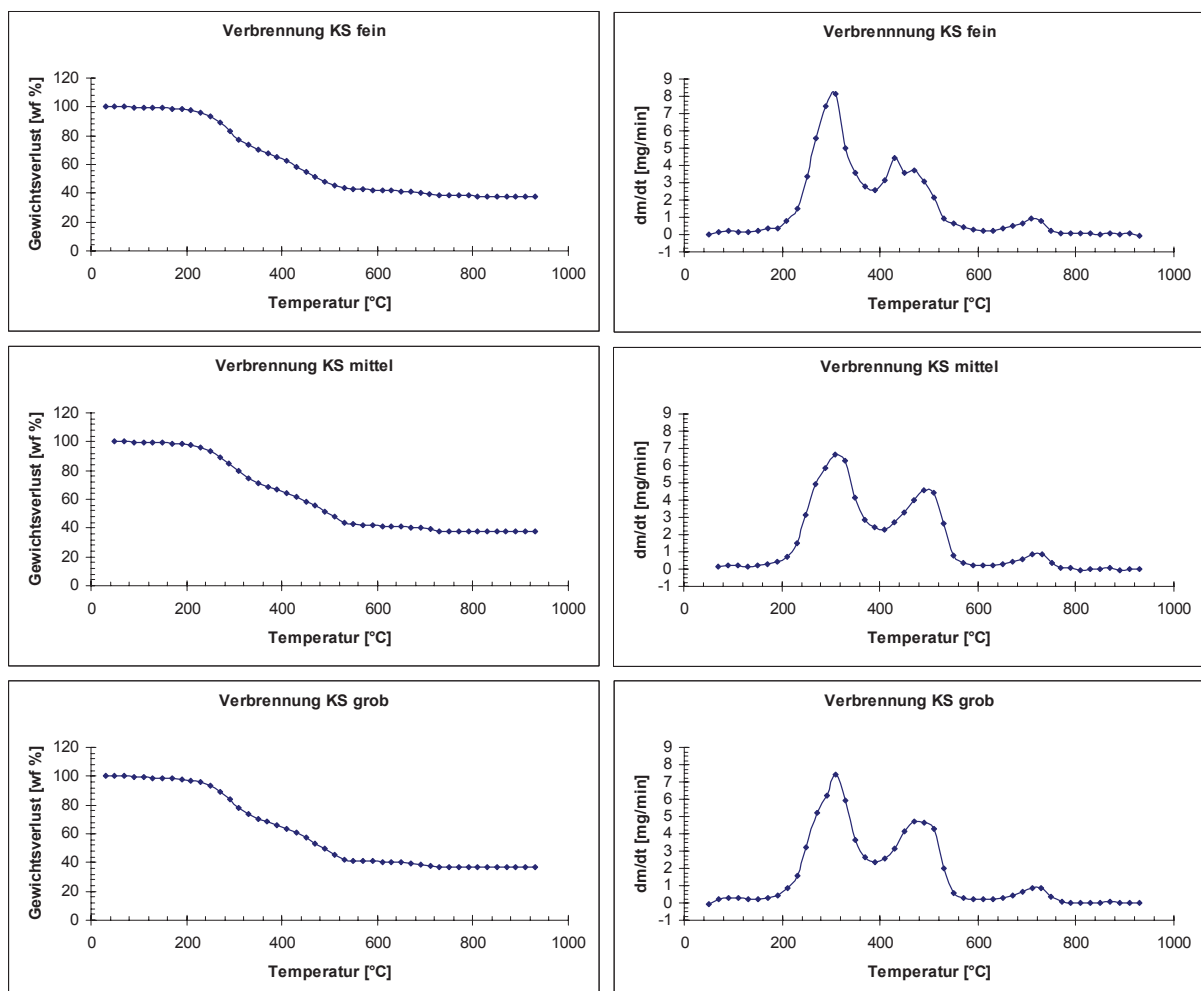 Verbrennung KS fein
Gewichtsverlust [wf %]
120
100
80
60
40
20
0
0 200 400 600 800 1000
Temperatur [°C]
Verbrennnung KS fein
dm/dt [mg/min]
9
8
7
6
5
4
3
2
1
0
-1
0 200 400 600 800 1000
Temperatur [°C]
Verbrennung KS mittel
Gewichtsverlust [wf %]
120
100
80
60
40
20
0
0 200 400 600 800 1000
Temperatur [°C]
Verbrennung KS mittel
dm/dt [mg/min]
9
8
7
6
5
4
3
2
1
0
-1
0 200 400 600 800 1000
Temperatur [°C]
Verbrennung KS grob
Gewichtsverlust [wf %]
120
100
80
60
40
20
0
0 200 400 600 800 1000
Temperatur [°C]
Verbrennung KS grob
dm/dt [mg/min]
9
8
7
6
5
4
3
2
1
0
-1
0 200 400 600 800 1000
Temperatur [°C]